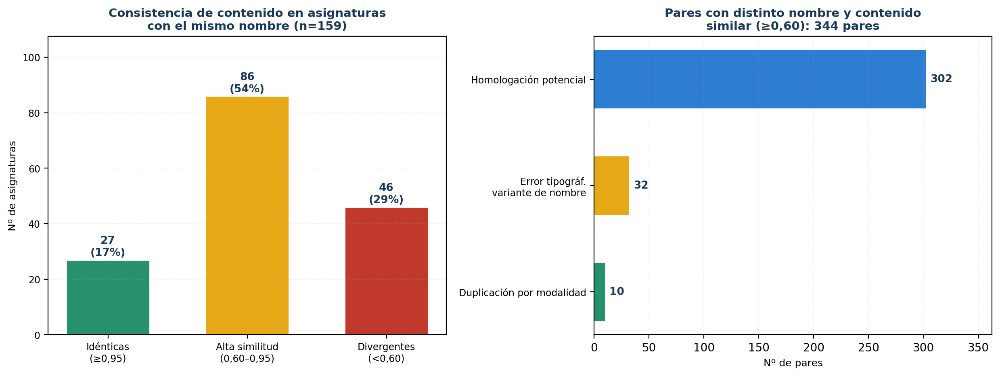 Consistencia de contenido en asignaturas
con el mismo nombre (n=159)
Nº de asignaturas
100
80
60
40
20
0
27
(17%)
86
(54%)
46
(29%)
Idénticas
(≥0,95)
Alta similitud
(0,60–0,95)
Divergentes
(<0,60)
Pares con distinto nombre y contenido
similar (≥0,60): 344 pares
Homologación potencial
302
Error tipográf.
variante de nombre
32
Duplicación por modalidad
10
0 50 100 150 200 250 300 350
Nº de pares